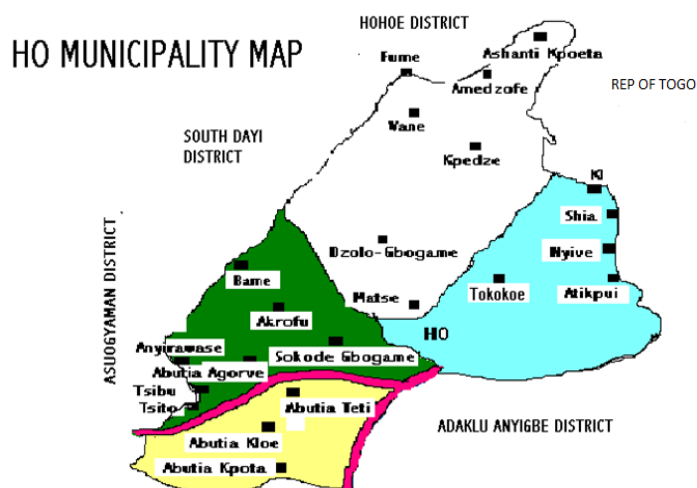 HOHOE DISTRICT
HO MUNICIPALITY MAP
Ashanti Kpoeta
Fume
Amedzofe
REP OF TOGO
Vane
SOUTH DAYI
DISTRICT
Kpedze
KI
Shia
ASUOGYAMAN DISTRICT
Dzolo-Gbogame
Nyive
Bame
Matse
Tokokoe
Atikpui
Akrofu
HO
Anyirawase
Sokode Gbogame
Abutia Agorve
Tsibu
Tsito
Abutia Teti
ADAKLU ANYIGBE DISTRICT
Abutia Kloe
Abutia Kpota